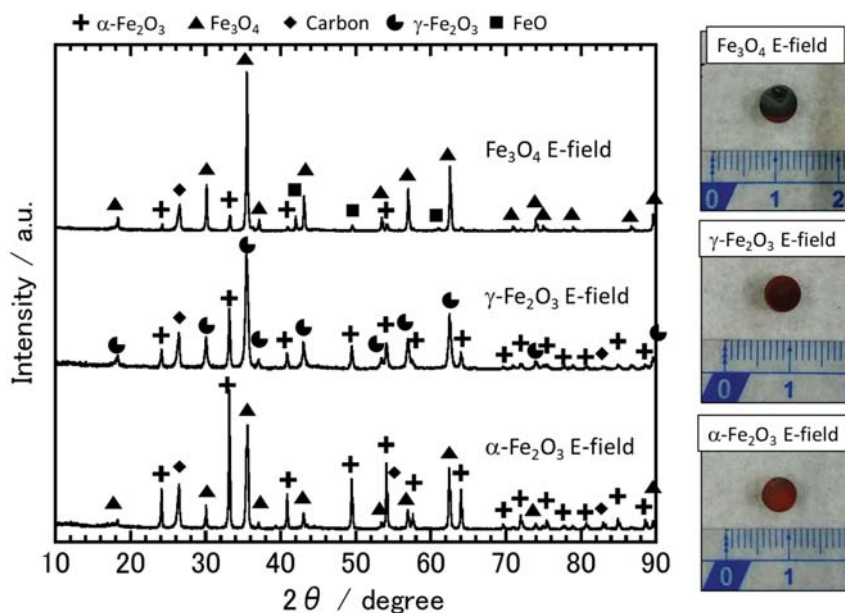 α-Fe₂O₃ Fe₃O₄ Carbon γ-Fe₂O₃ FeO
Intensity / a.u.
Fe₃O₄ E-field
γ-Fe₂O₃ E-field
α-Fe₂O₃ E-field
10 20 30 40 50 60 70 80 90
2θ / degree
Fe₃O₄ E-field
0 1 2
γ-Fe₂O₃ E-field
0 1
α-Fe₂O₃ E-field
0 1